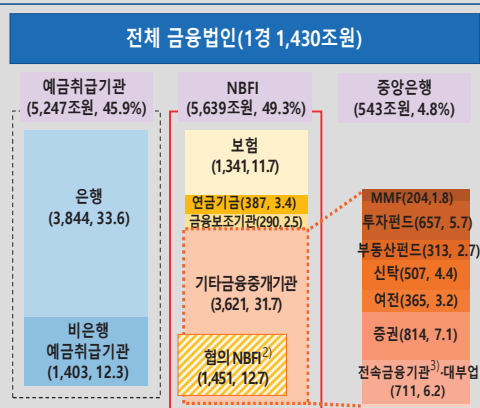 전체 금융법인(1경 1,430조원)
예금취급기관
(5,247조원, 45.9%)
NBFI
(5,639조원, 49.3%)
중앙은행
(543조원, 4.8%)
은행
(3,844, 33.6)
비은행
예금취급기관
(1,403, 12.3)
보험
(1,341,11.7)
연금기금(387, 3.4)
금융보조기관(290,2.5)
기타금융중개기관
(3,621, 31.7)
협의 NBFI2)
(1,451, 12.7)
MMF(204,1.8)
투자펀드(657, 5.7)
부동산펀드(313, 2.7)
신탁(507, 4.4)
여전(365, 3.2)
증권(814, 7.1)
전속금융기관3)·대부업
(711, 6.2)